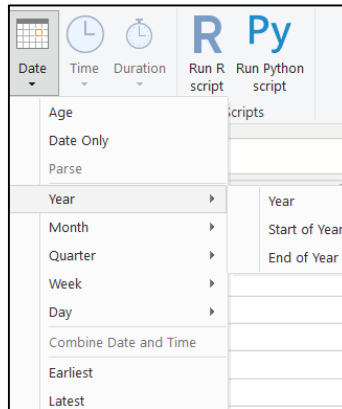 Date
Time
Duration
R
Py
Run R
script
Run Python
script
Scripts
Age
Date Only
Parse
Year
Month
Quarter
Week
Day
Combine Date and Time
Earliest
Latest
Year
Start of Year
End of Year